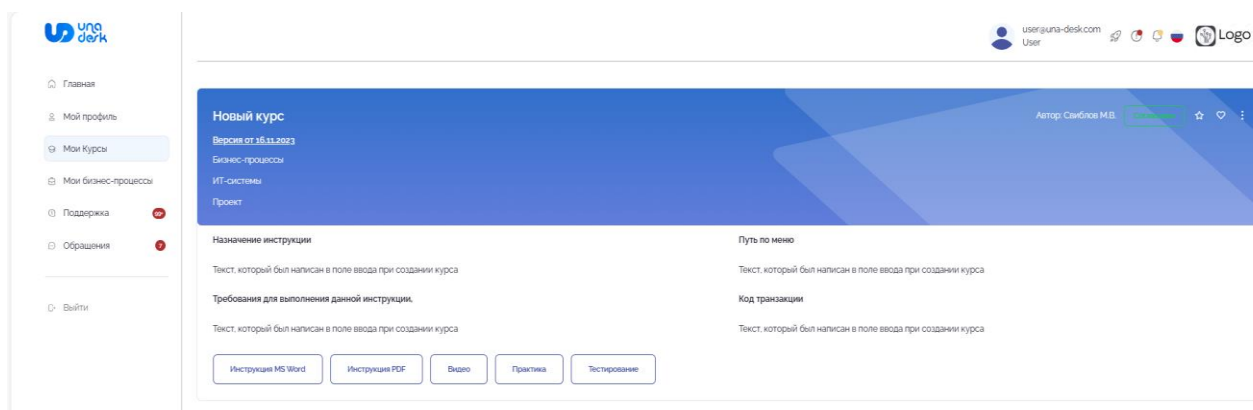 una
desk
user@una-desk.com
User
Logo
Главная
Мой профиль
Мои Курсы
Мои бизнес-процессы
Поддержка 99+
Обращения 7
Выйти
Новый курс
Автор: Свиблов М.В.
Версия от 16.11.2023
Бизнес-процессы
ИТ-системы
Проект
Назначение инструкции
Путь по меню
Текст, который был написан в поле ввода при создании курса
Текст, который был написан в поле ввода при создании курса
Требования для выполнения данной инструкции,
Код транзакции
Текст, который был написан в поле ввода при создании курса
Текст, который был написан в поле ввода при создании курса
Инструкция MS Word
Инструкция PDF
Видео
Практика
Тестирование